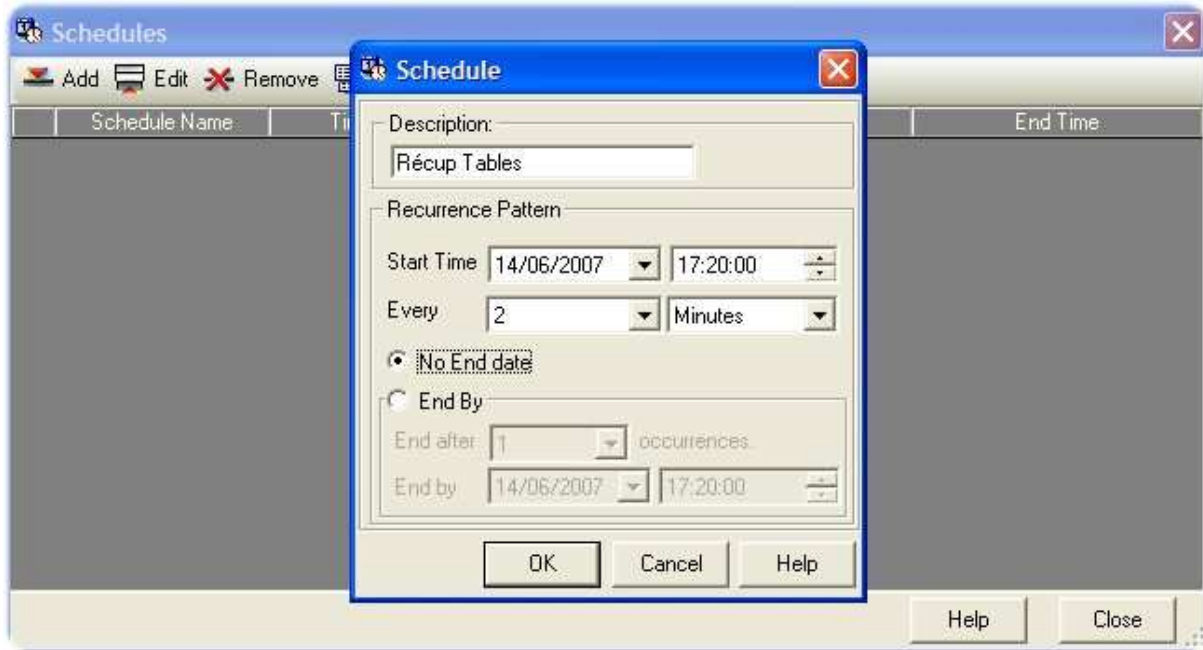 Schedules
Add Edit Remove
Schedule Name End Time
Schedule
Description:
Récup Tables
Recurrence Pattern
Start Time 14/06/2007 17:20:00
Every 2 Minutes
No End date
End By
End after 1 occurrences.
End by 14/06/2007 17:20:00
OK Cancel Help
Help Close